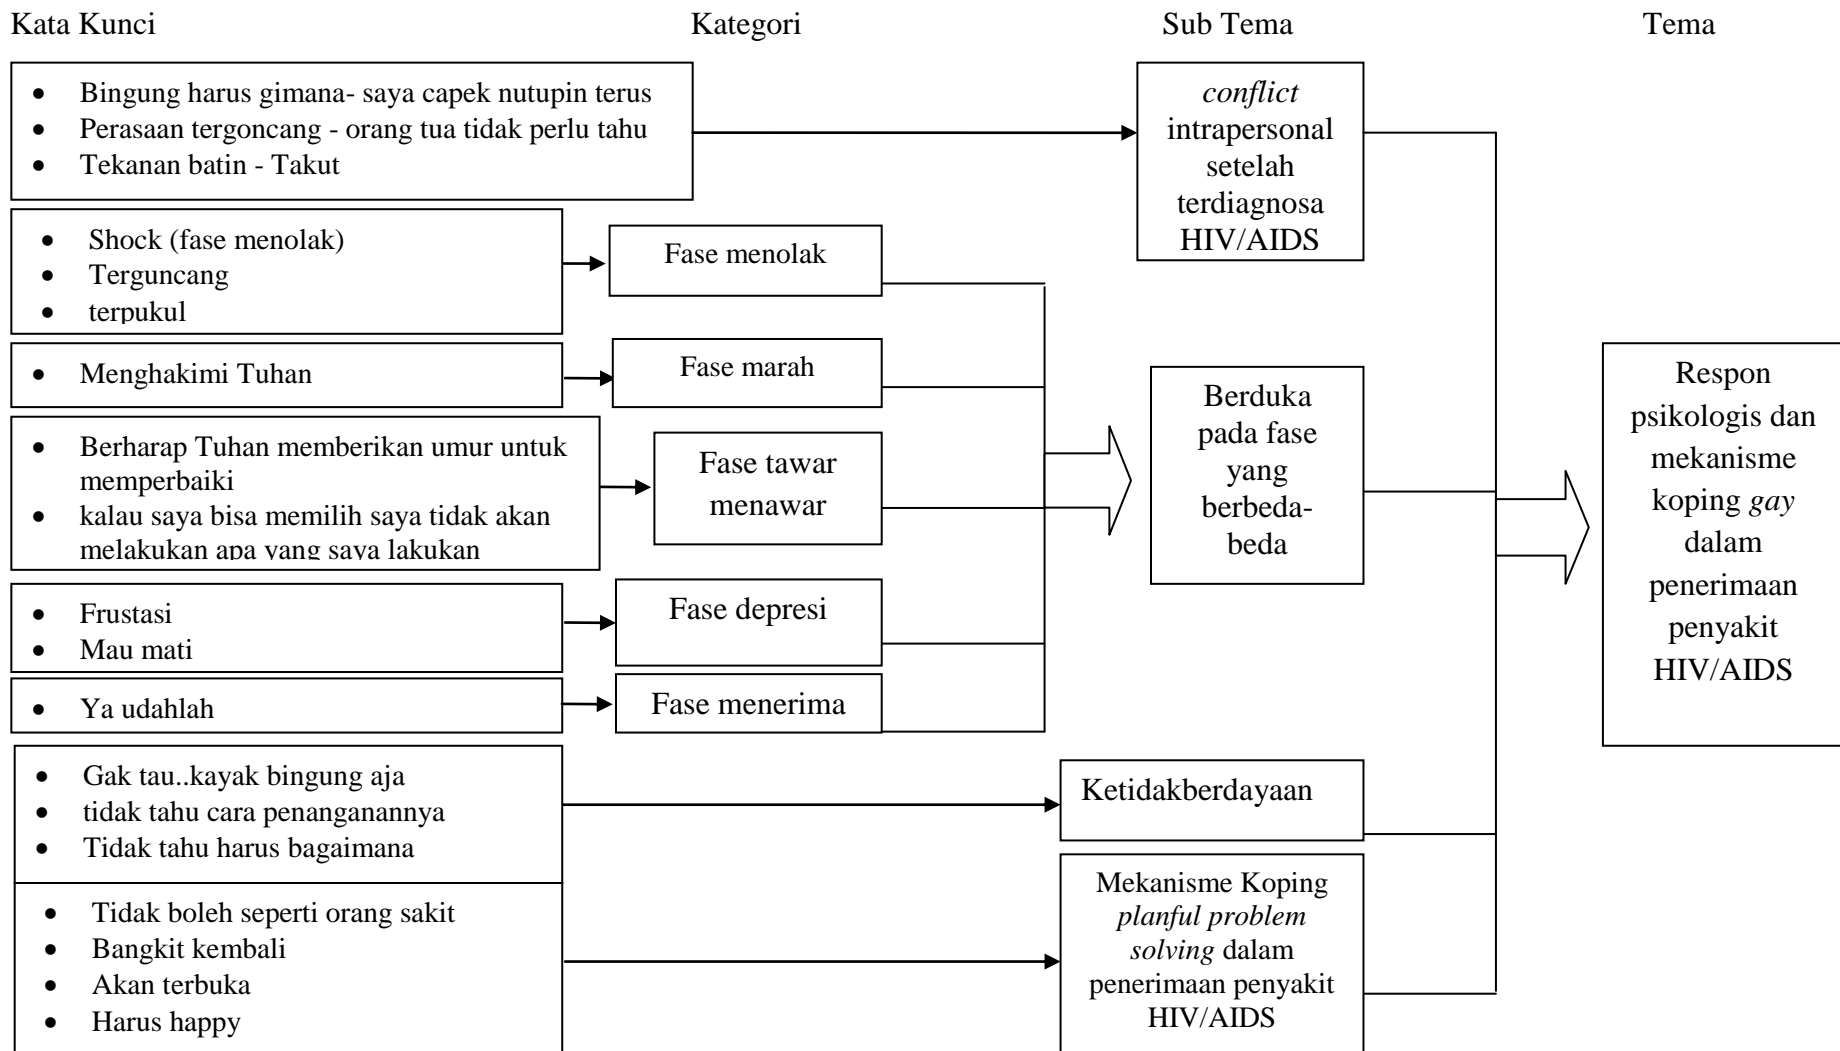 Kata Kunci
Kategori
Sub Tema
Tema
• Bingung harus gimana- saya capek nutupin terus
• Perasaan tergoncang - orang tua tidak perlu tahu
• Tekanan batin - Takut
conflict
intrapersonal
setelah
terdiagnosa
HIV/AIDS
• Shock (fase menolak)
• Terguncang
• terpukul
Fase menolak
• Menghakimi Tuhan
Fase marah
• Berharap Tuhan memberikan umur untuk
memperbaiki
• kalau saya bisa memilih saya tidak akan
melakukan apa yang saya lakukan
Fase tawar
menawar
• Frustasi
• Mau mati
Fase depresi
• Ya udahlah
Fase menerima
Berduka
pada fase
yang
berbeda-
beda
• Gak tau..kayak bingung aja
• tidak tahu cara penanganannya
• Tidak tahu harus bagaimana
Ketidakberdayaan
• Tidak boleh seperti orang sakit
• Bangkit kembali
• Akan terbuka
• Harus happy
Mekanisme Koping
planful problem
solving dalam
penerimaan penyakit
HIV/AIDS
Respon
psikologis dan
mekanisme
koping gay
dalam
penerimaan
penyakit
HIV/AIDS